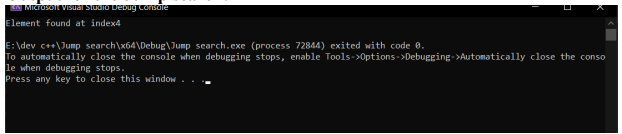 Microsoft Visual Studio Debug Console
Element found at index4
E:\dev c++\Jump search\x64\Debug\Jump search.exe (process 72844) exited with code 0.
To automatically close the console when debugging stops, enable Tools->Options->Debugging->Automatically close the conso
le when debugging stops.
Press any key to close this window . . .